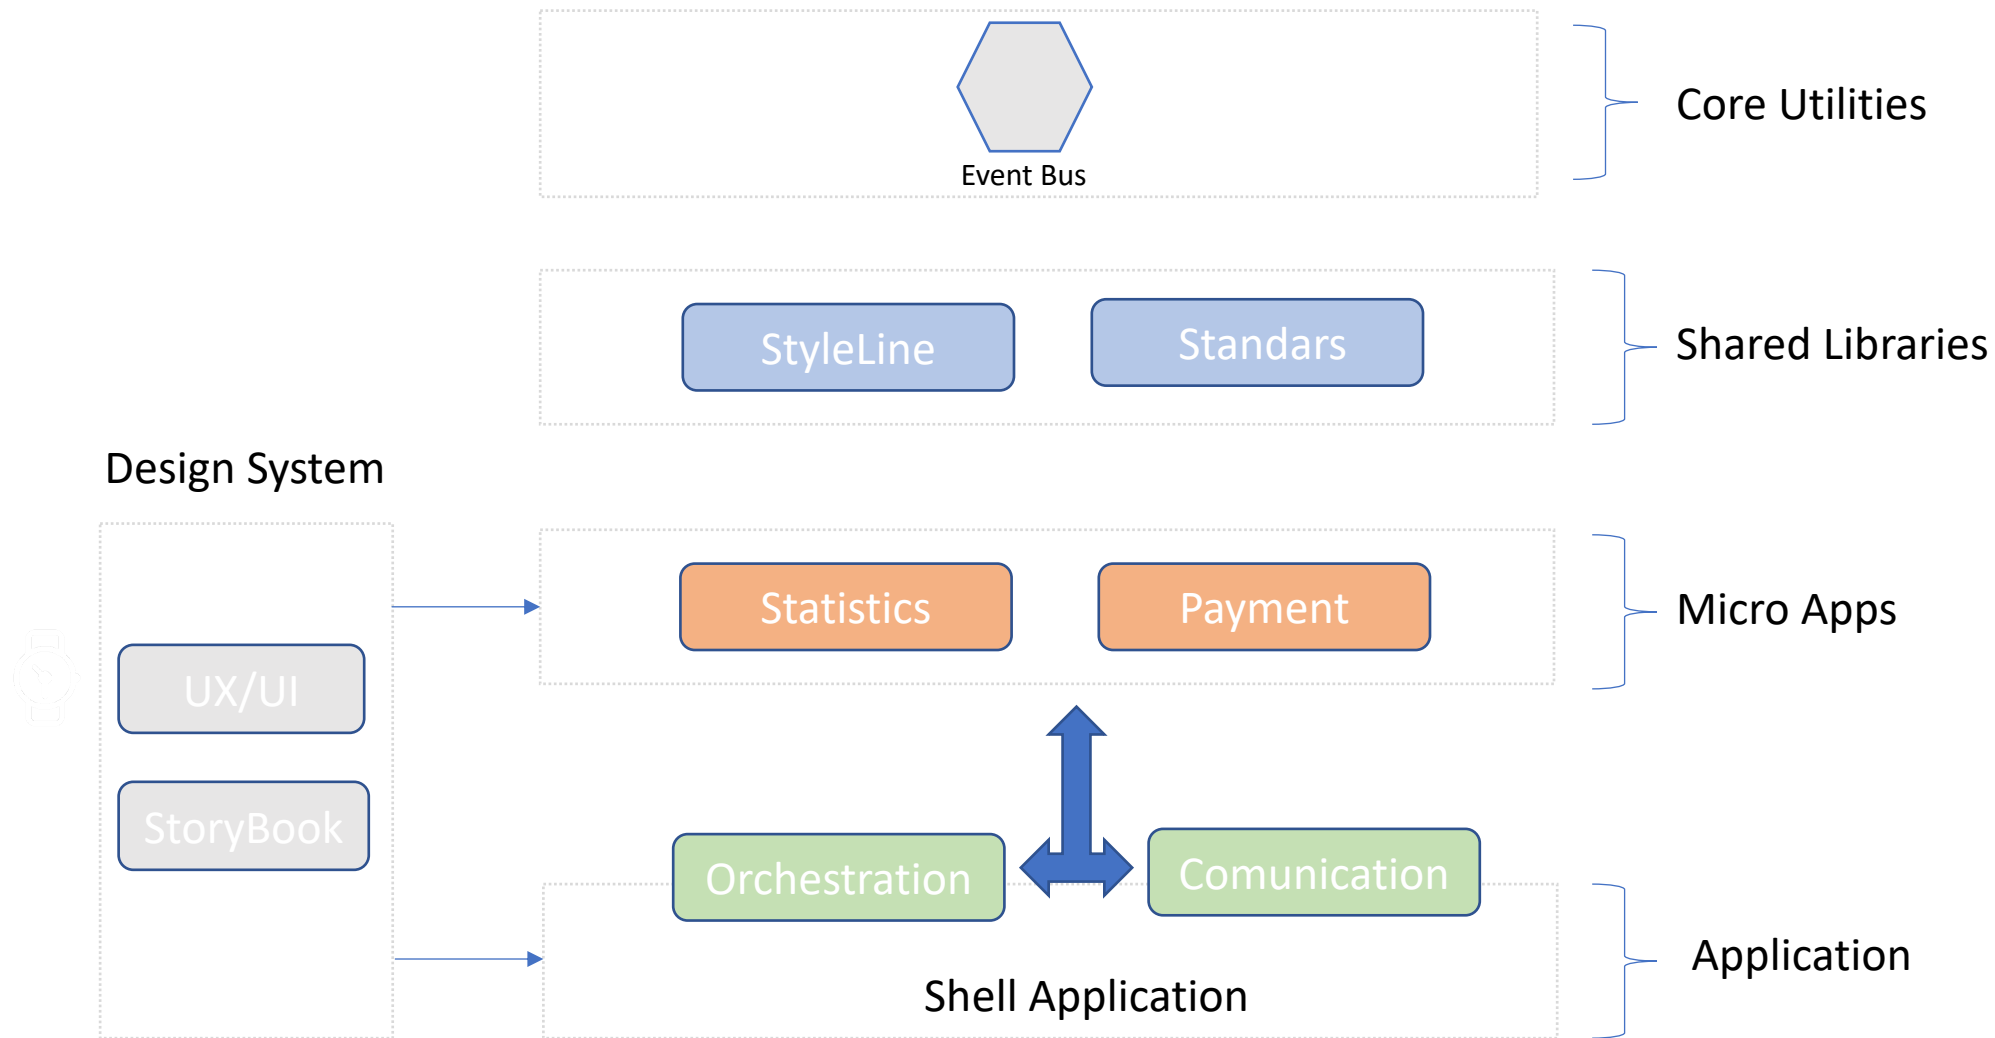 Event Bus
Core Utilities
StyleLine
Standars
Shared Libraries
Design System
Statistics
Payment
Micro Apps
UX/UI
StoryBook
Orchestration
Comunication
Shell Application
Application